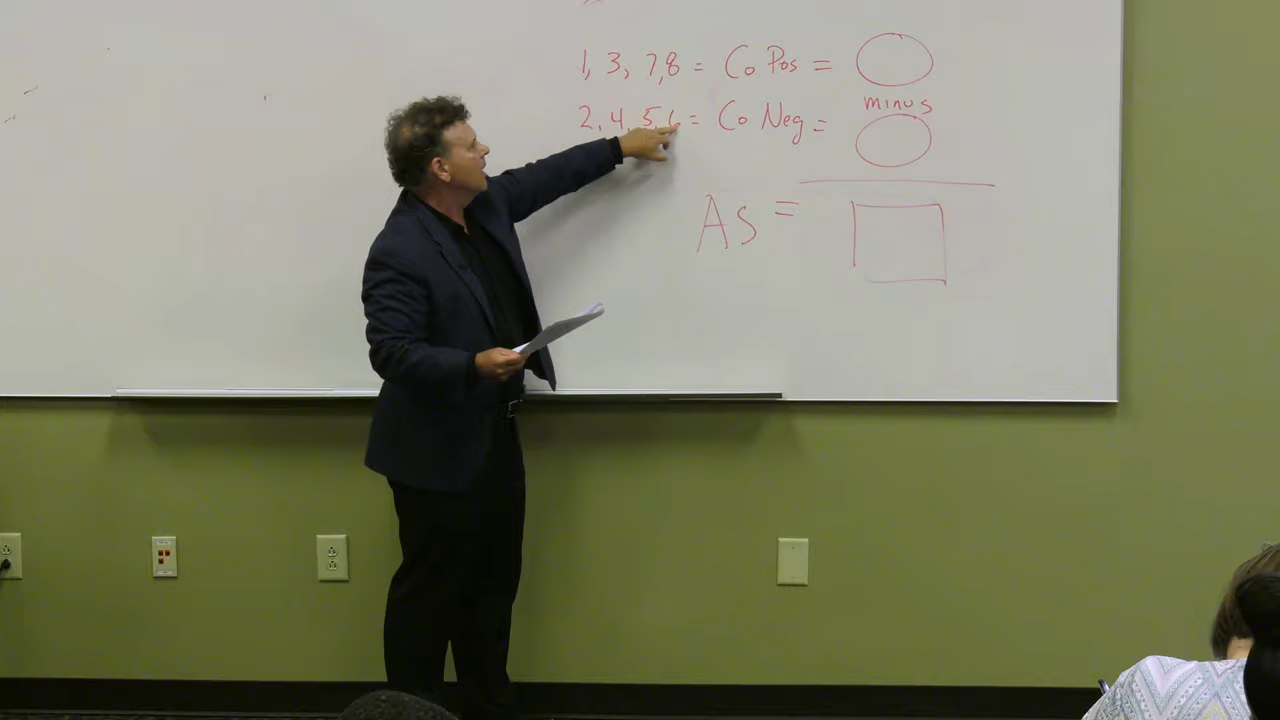 1, 3, 7,8 = Co Pos =
minus
2, 4, 5,6 = Co Neg =
As =